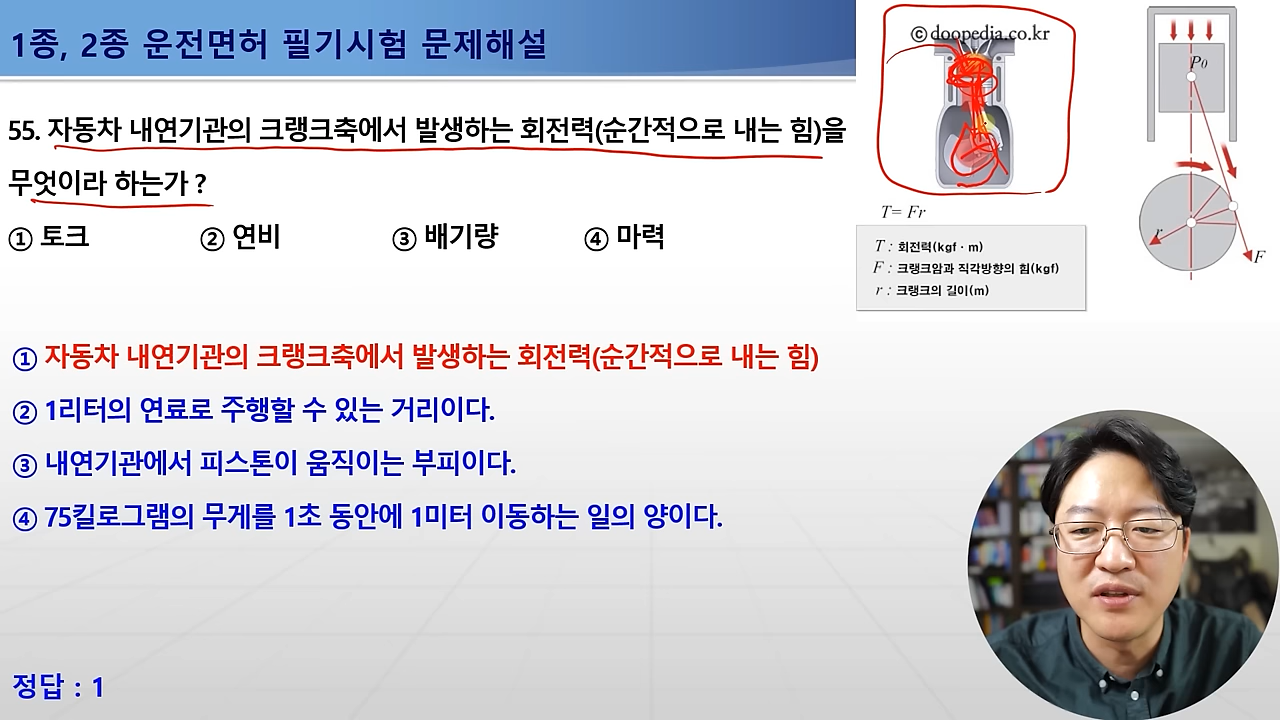 1종, 2종 운전면허 필기시험 문제해설
55. 자동차 내연기관의 크랭크축에서 발생하는 회전력(순간적으로 내는 힘)을
무엇이라 하는가 ?
① 토크 ② 연비 ③ 배기량 ④ 마력
① 자동차 내연기관의 크랭크축에서 발생하는 회전력(순간적으로 내는 힘)
② 1리터의 연료로 주행할 수 있는 거리이다.
③ 내연기관에서 피스톤이 움직이는 부피이다.
④ 75킬로그램의 무게를 1초 동안에 1미터 이동하는 일의 양이다.
정답 : 1
©doopedia.co.kr
T= Fr
T : 회전력(kgf · m)
F : 크랭크암과 직각방향의 힘(kgf)
r : 크랭크의 길이(m)
P₀
r
F